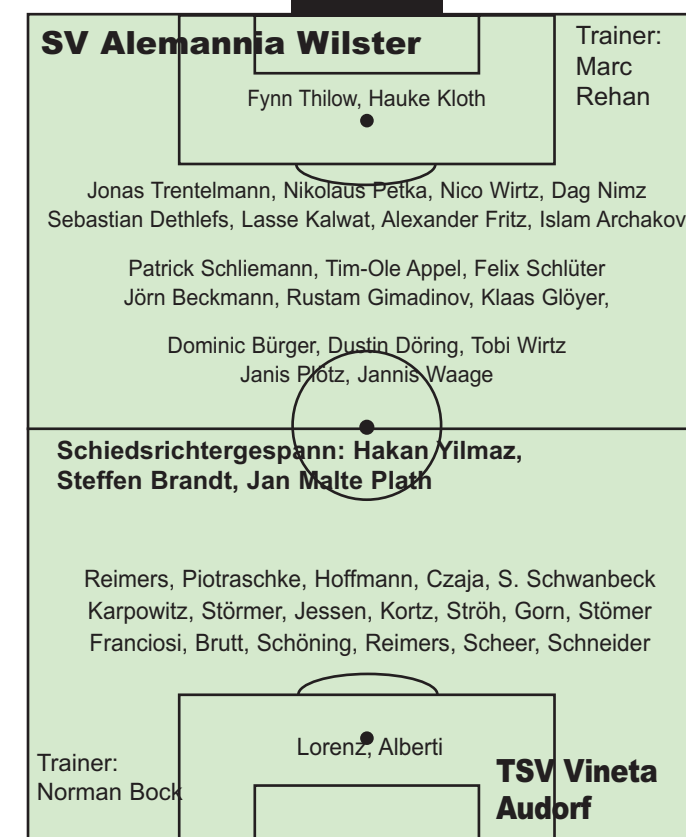 SV Alemannia Wilster
Trainer:
Marc
Rehan
Fynn Thilow, Hauke Kloth
Jonas Trentelmann, Nikolaus Petka, Nico Wirtz, Dag Nimz
Sebastian Dethlefs, Lasse Kalwat, Alexander Fritz, Islam Archakov
Patrick Schliemann, Tim-Ole Appel, Felix Schlüter
Jörn Beckmann, Rustam Gimadinov, Klaas Glöyer,
Dominic Bürger, Dustin Döring, Tobi Wirtz
Janis Plötz, Jannis Waage
Schiedsrichtergespann: Hakan Yilmaz,
Steffen Brandt, Jan Malte Plath
Reimers, Piotraschke, Hoffmann, Czaja, S. Schwanbeck
Karpowitz, Störmer, Jessen, Kortz, Ströh, Gorn, Stömer
Franciosi, Brutt, Schöning, Reimers, Scheer, Schneider
Lorenz, Alberti
Trainer:
Norman Bock
TSV Vineta
Audorf